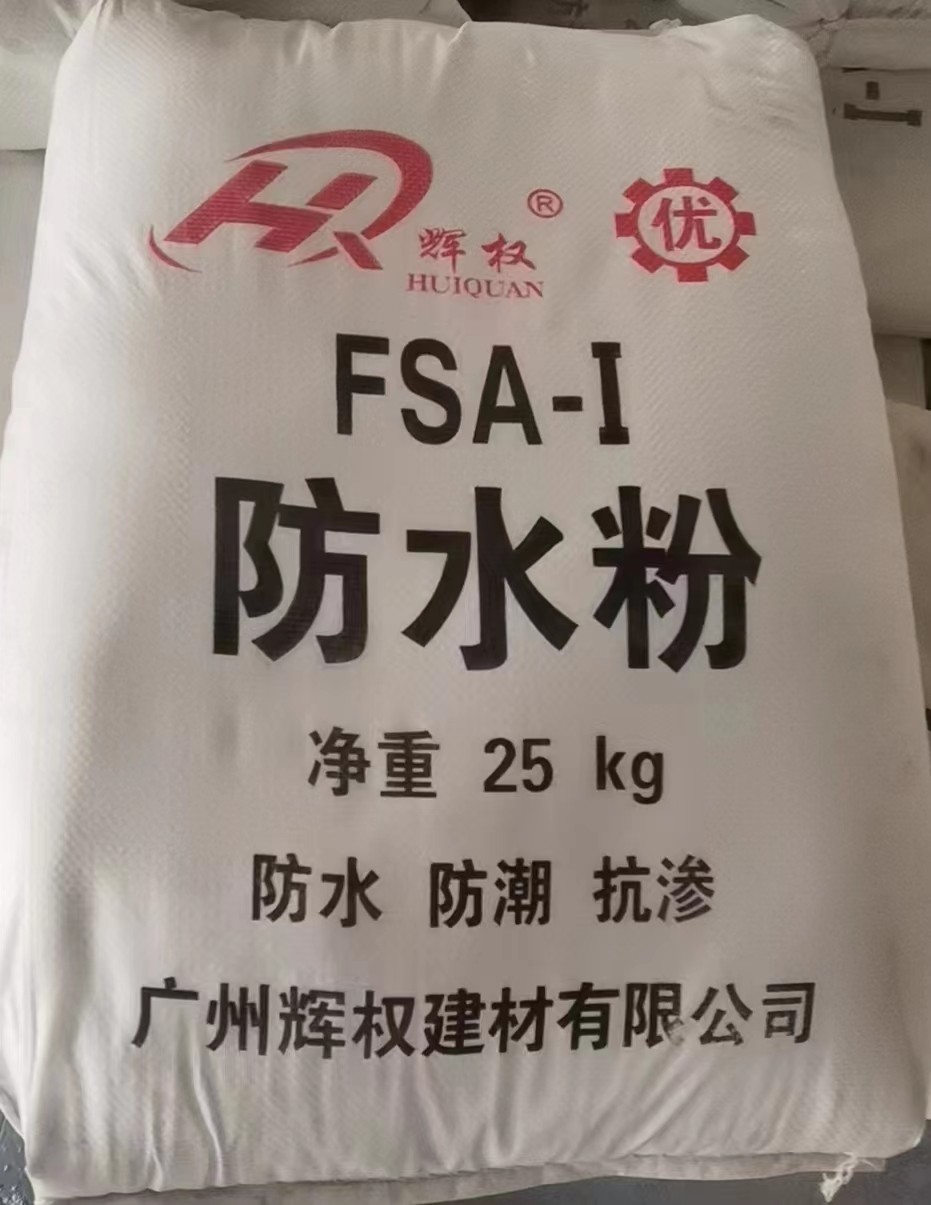 HQ 辉权 ® 优
HUIQUAN
FSA-I
防水粉
净重 25 kg
防水 防潮 抗渗
广州辉权建材有限公司